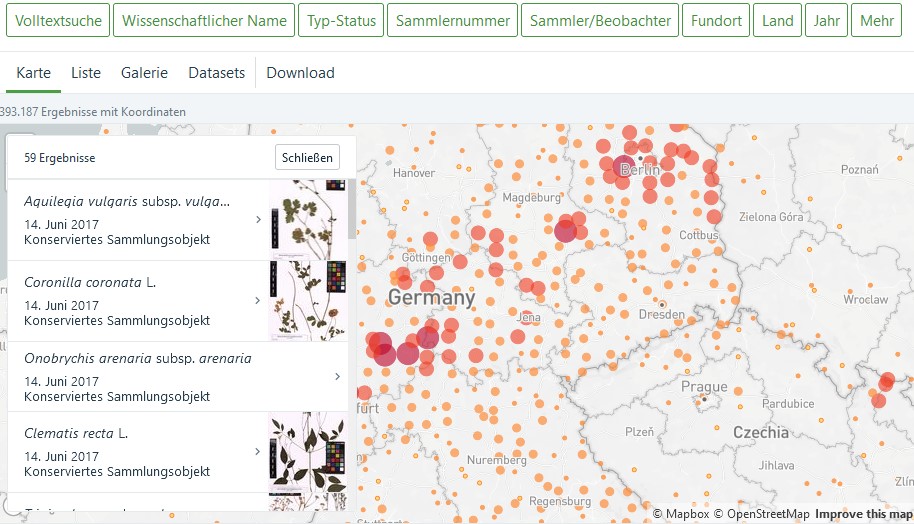 Volltextsuche Wissenschaftlicher Name Typ-Status Sammlernummer Sammler/Beobachter Fundort Land Jahr Mehr
Karte Liste Galerie Datasets Download
393.187 Ergebnisse mit Koordinaten
59 Ergebnisse Schließen
Aquilegia vulgaris subsp. vulga...
14. Juni 2017
Konserviertes Sammlungsobjekt
Coronilla coronata L.
14. Juni 2017
Konserviertes Sammlungsobjekt
Onobrychis arenaria subsp. arenaria
14. Juni 2017
Konserviertes Sammlungsobjekt
Clematis recta L.
14. Juni 2017
Konserviertes Sammlungsobjekt
Hanover
Berlin
Poznań
Magdeburg
Zielona Góra
Cottbus
Göttingen
Germany
Wroclaw
Jena
Dresden
Prague
Pardubice
furt
Plzeň
Czechia
Nuremberg
Jihlava
Zlín
Regensburg
Stuttgart
© Mapbox © OpenStreetMap Improve this map